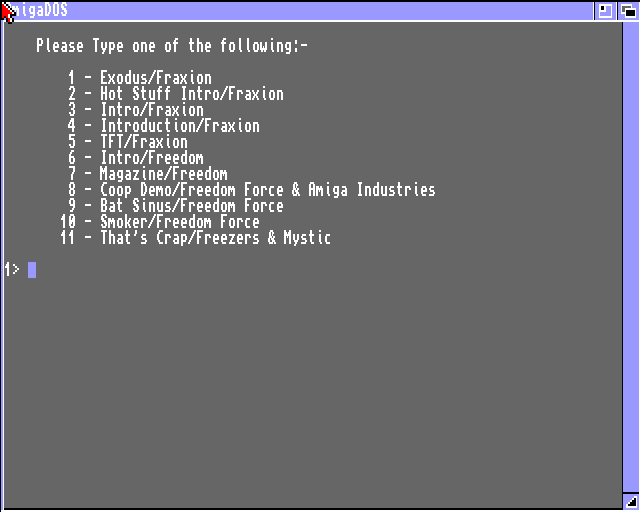 AmigaDOS
Please Type one of the following:-
1 - Exodus/Fraxion
2 - Hot Stuff Intro/Fraxion
3 - Intro/Fraxion
4 - Introduction/Fraxion
5 - TFT/Fraxion
6 - Intro/Freedom
7 - Magazine/Freedom
8 - Coop Demo/Freedom Force & Amiga Industries
9 - Bat Sinus/Freedom Force
10 - Smoker/Freedom Force
11 - That's Crap/Freezers & Mystic
1>